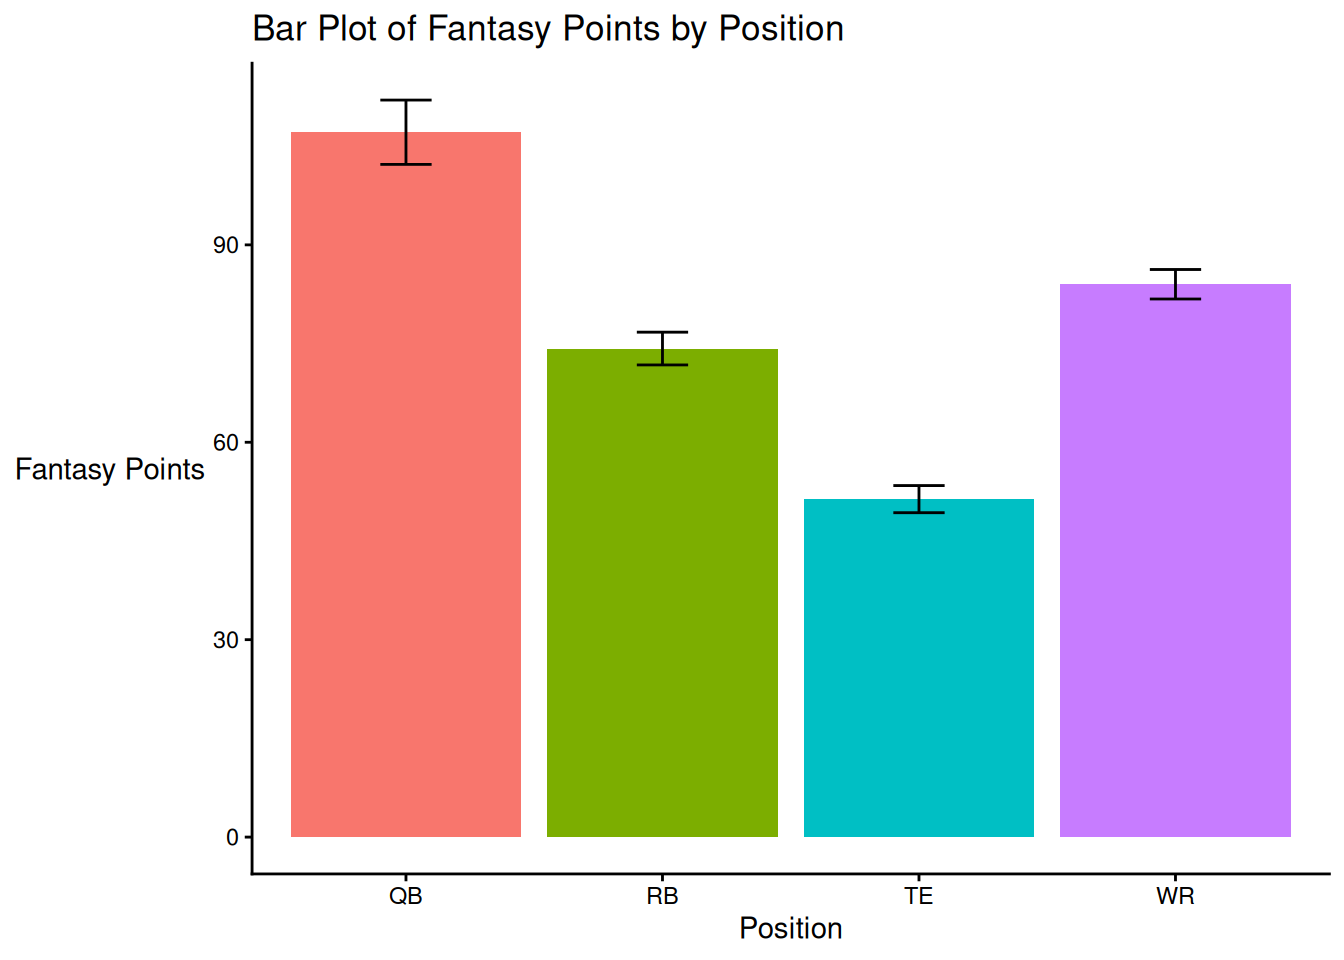 Bar Plot of Fantasy Points by Position
Fantasy Points
90
60
30
0
QB RB TE WR
Position